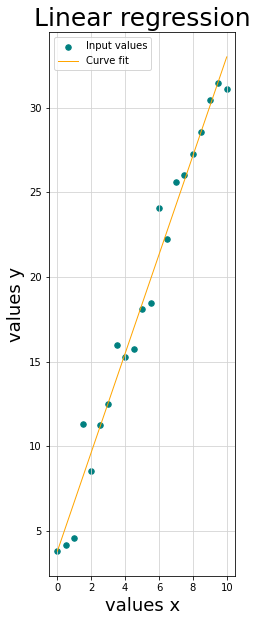 Linear regression
Input values
Curve fit
30
25
20
15
10
5
values y
0 2 4 6 8 10
values x